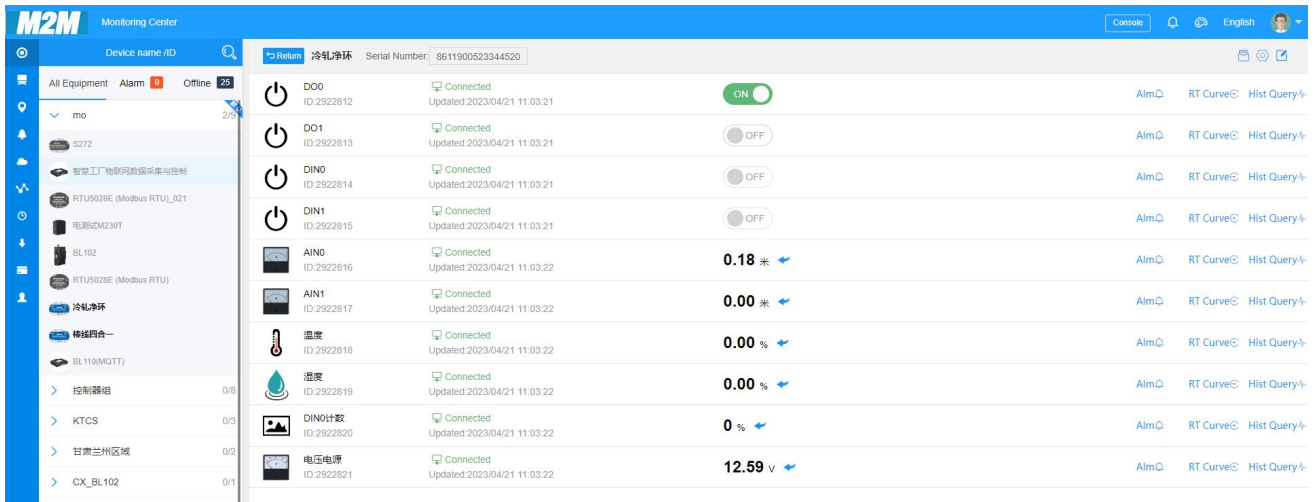 M2M Monitoring Center Console English
Device name /ID
All Equipment Alarm 0 Offline 25
mo 2/9
S272
智慧工厂物联网数据采集与控制
RTU5028E (Modbus RTU)_021
电测试M230T
BL102
RTU5028E (Modbus RTU)
冷轧净环
棒线四合一
BL110(MQTT)
控制器组 0/8
KTCS 0/3
甘肃兰州区域 0/2
CX_BL102 0/1
Return 冷轧净环 Serial Number: 8611900523344520
DO0 Connected ON Alm RT Curve Hist Query
ID:2922812 Updated:2023/04/21 11:03:21
DO1 Connected OFF Alm RT Curve Hist Query
ID:2922813 Updated:2023/04/21 11:03:21
DIN0 Connected OFF Alm RT Curve Hist Query
ID:2922814 Updated:2023/04/21 11:03:21
DIN1 Connected OFF Alm RT Curve Hist Query
ID:2922815 Updated:2023/04/21 11:03:21
AIN0 Connected 0.18 米 Alm RT Curve Hist Query
ID:2922816 Updated:2023/04/21 11:03:22
AIN1 Connected 0.00 米 Alm RT Curve Hist Query
ID:2922817 Updated:2023/04/21 11:03:22
温度 Connected 0.00 % Alm RT Curve Hist Query
ID:2922818 Updated:2023/04/21 11:03:22
湿度 Connected 0.00 % Alm RT Curve Hist Query
ID:2922819 Updated:2023/04/21 11:03:22
DIN0计数 Connected 0 % Alm RT Curve Hist Query
ID:2922820 Updated:2023/04/21 11:03:22
电压电源 Connected 12.59 V Alm RT Curve Hist Query
ID:2922821 Updated:2023/04/21 11:03:22